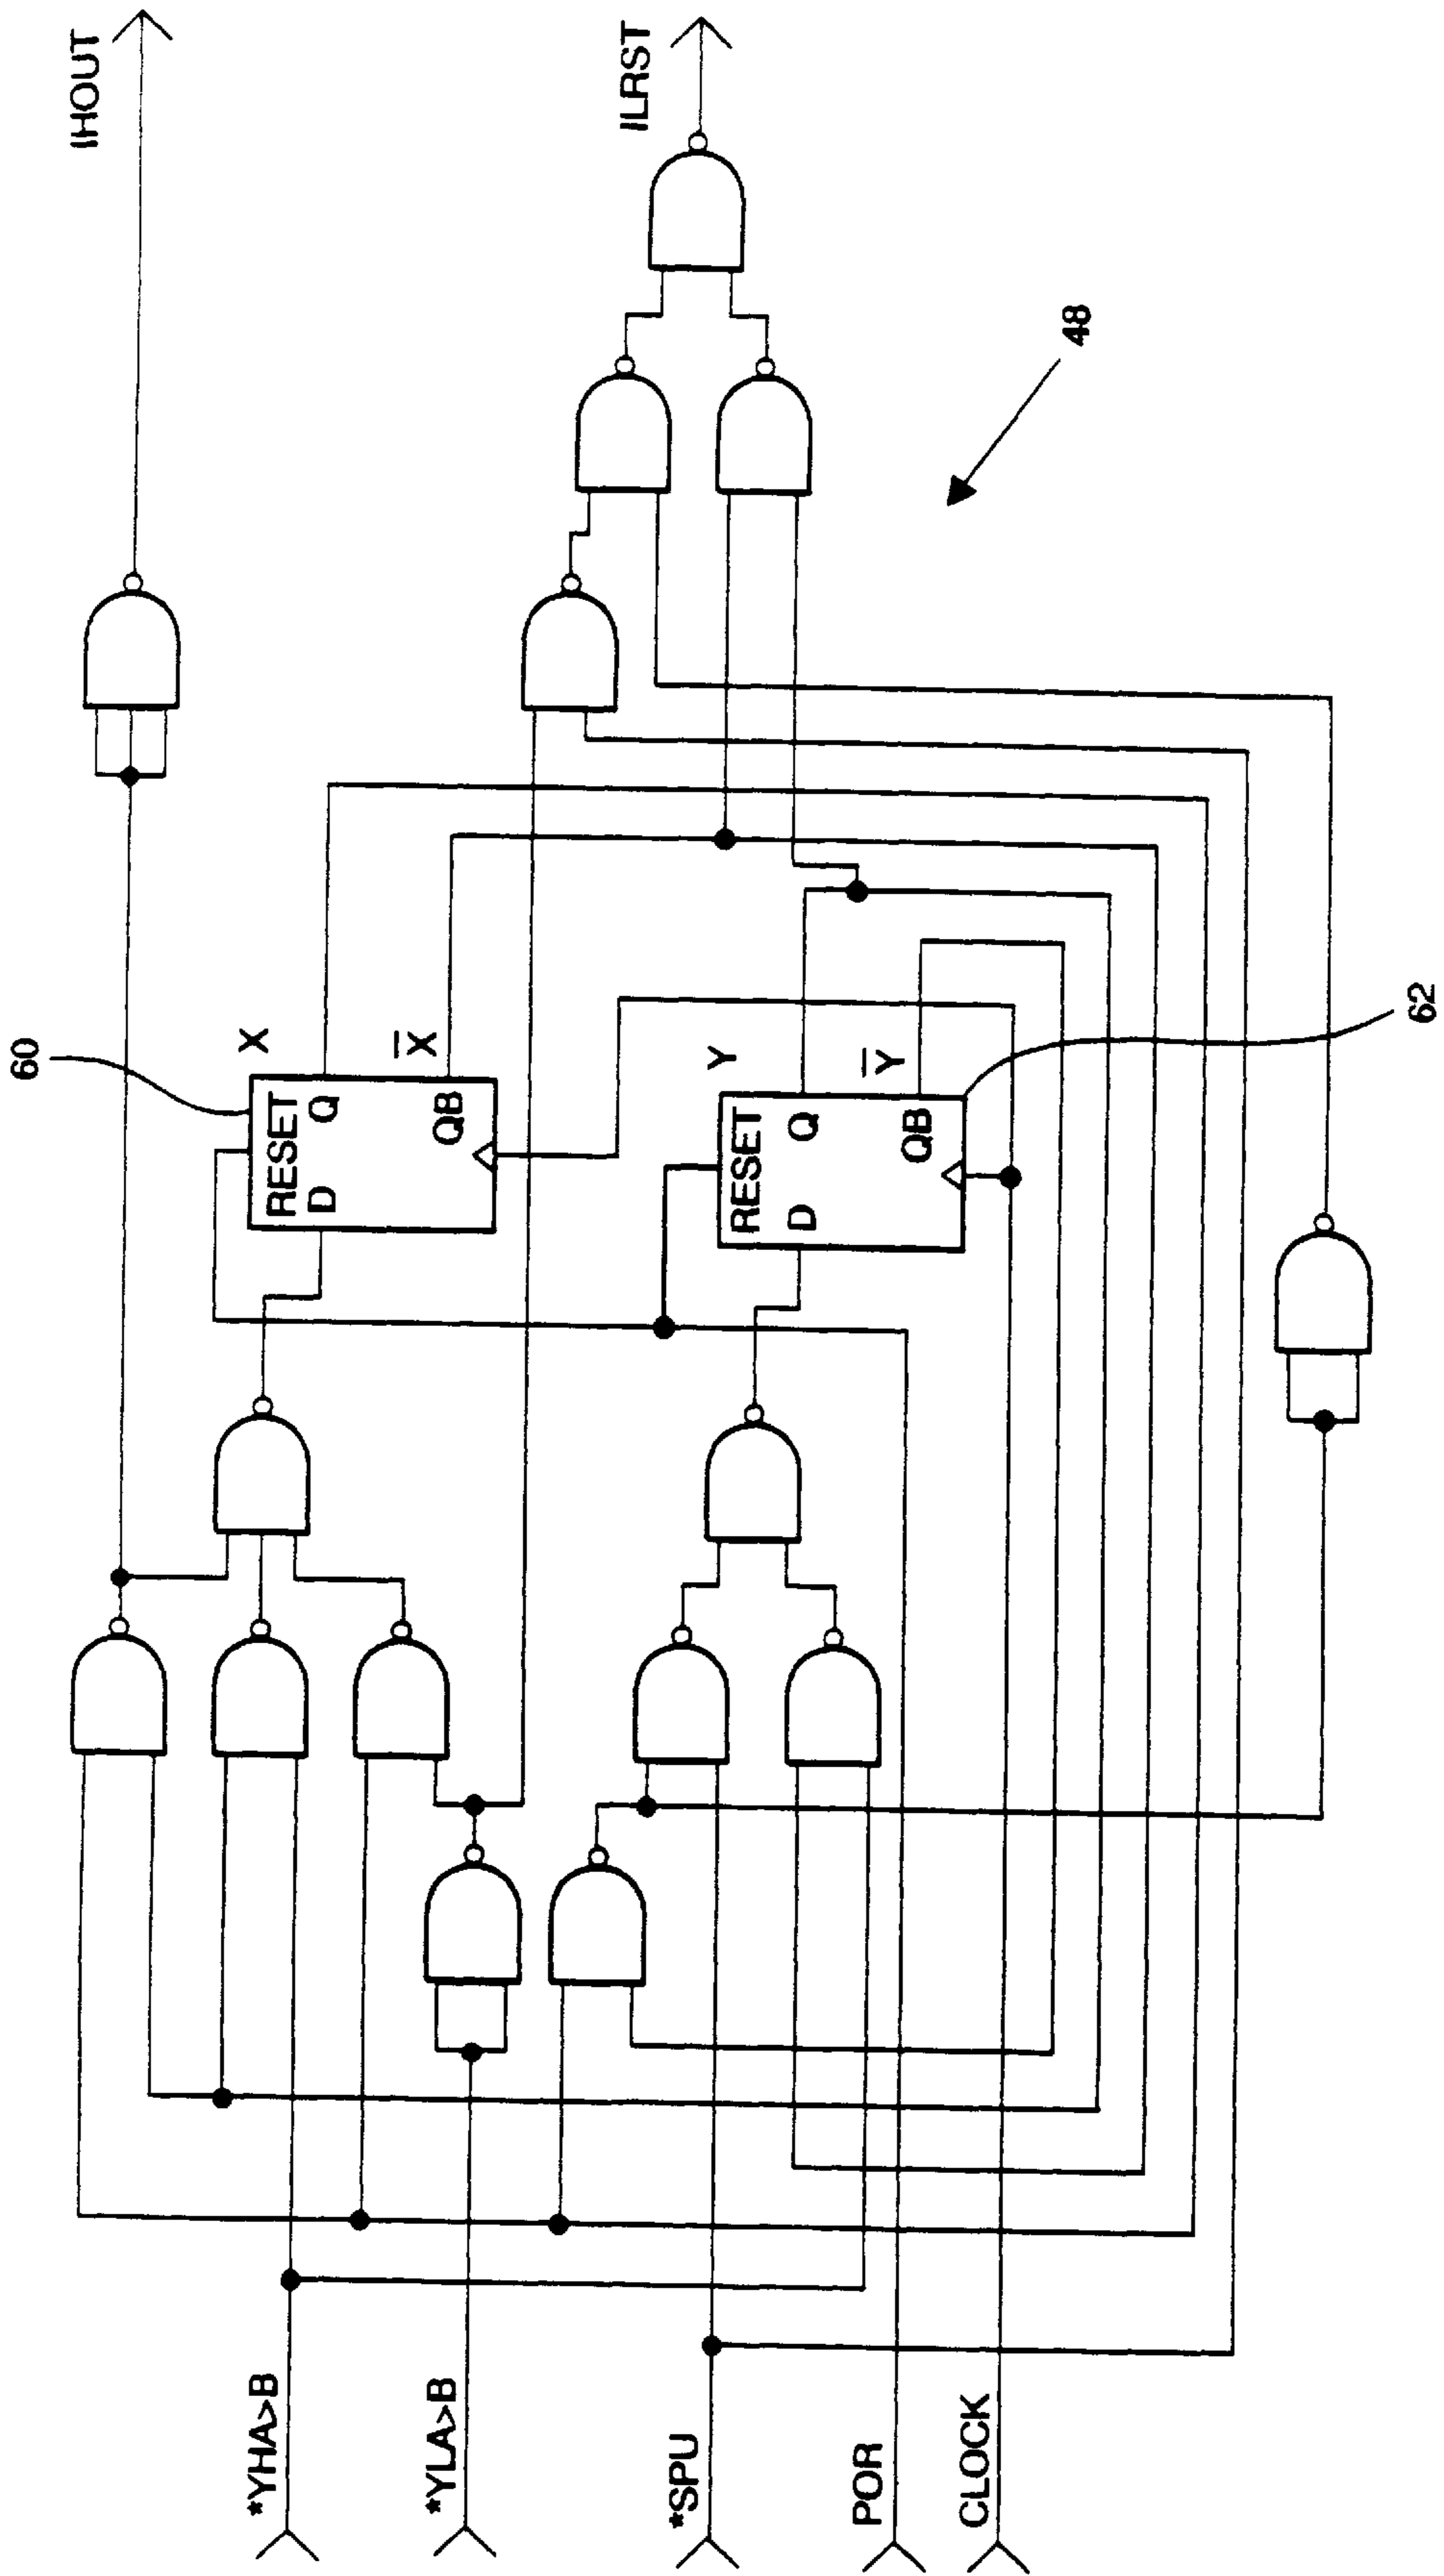 IHOUT
ILRST
48
60
X
RESET
Q
D
X̅
QB
Y
RESET
Q
D
Y̅
QB
62
*YHA>B
*YLA>B
*SPU
POR
CLOCK